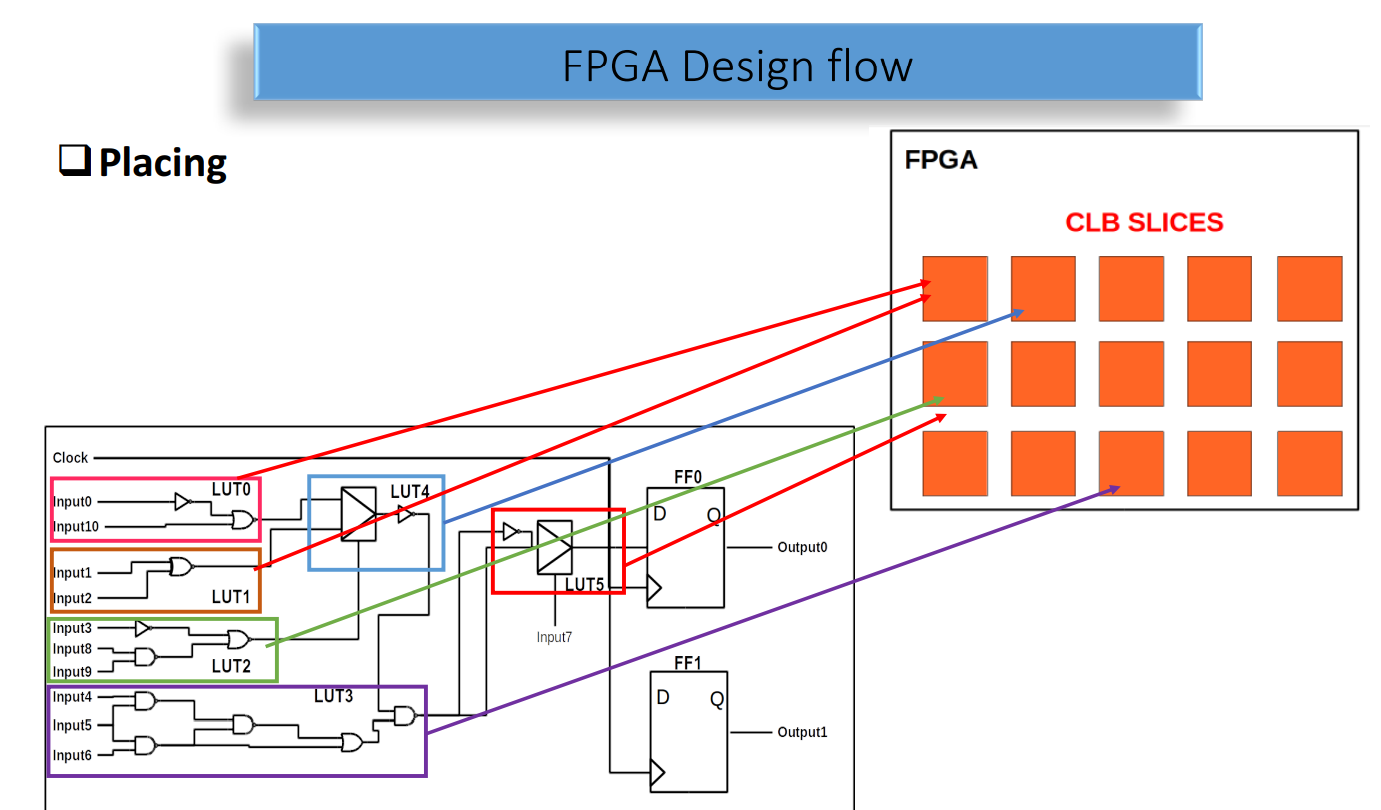 FPGA Design flow
Placing
FPGA
CLB SLICES
Clock
LUT0
Input0
Input10
LUT4
Input1
Input2
LUT1
Input3
Input8
Input9
LUT2
Input4
Input5
Input6
LUT3
LUT5
Input7
FF0
D
Q
Output0
FF1
D
Q
Output1